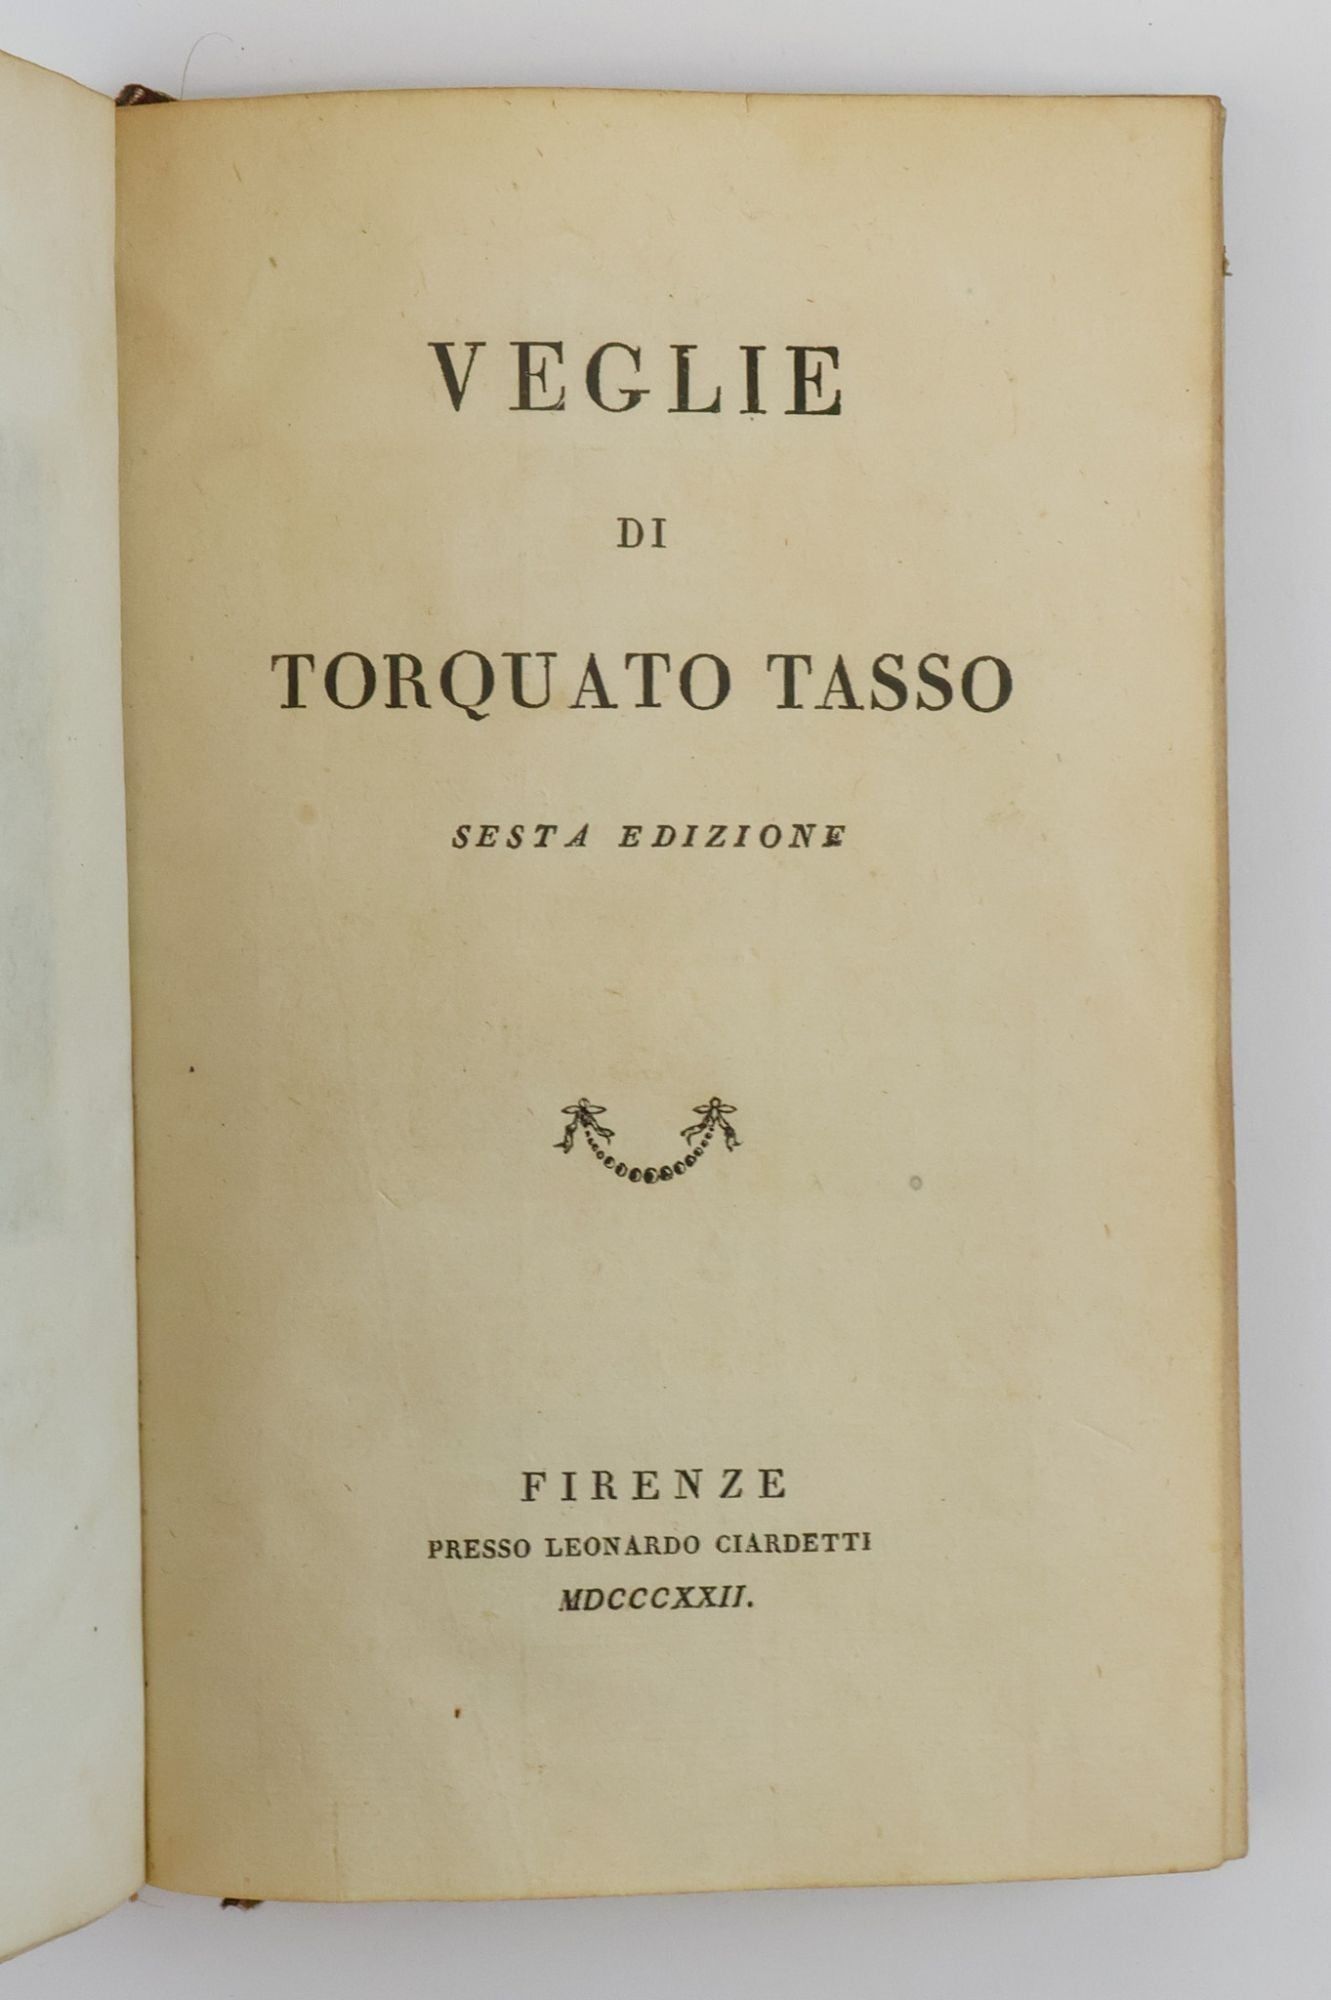 VEGLIE
DI
TORQUATO TASSO
SESTA EDIZIONE
FIRENZE
PRESSO LEONARDO CIARDETTI
MDCCCXXII.